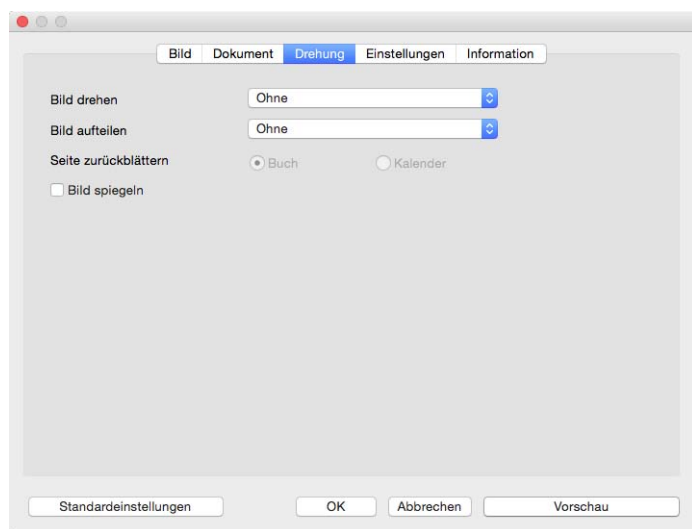 Bild Dokument Drehung Einstellungen Information
Bild drehen Ohne
Bild aufteilen Ohne
Seite zurückblättern Buch Kalender
Bild spiegeln
Standardeinstellungen OK Abbrechen Vorschau